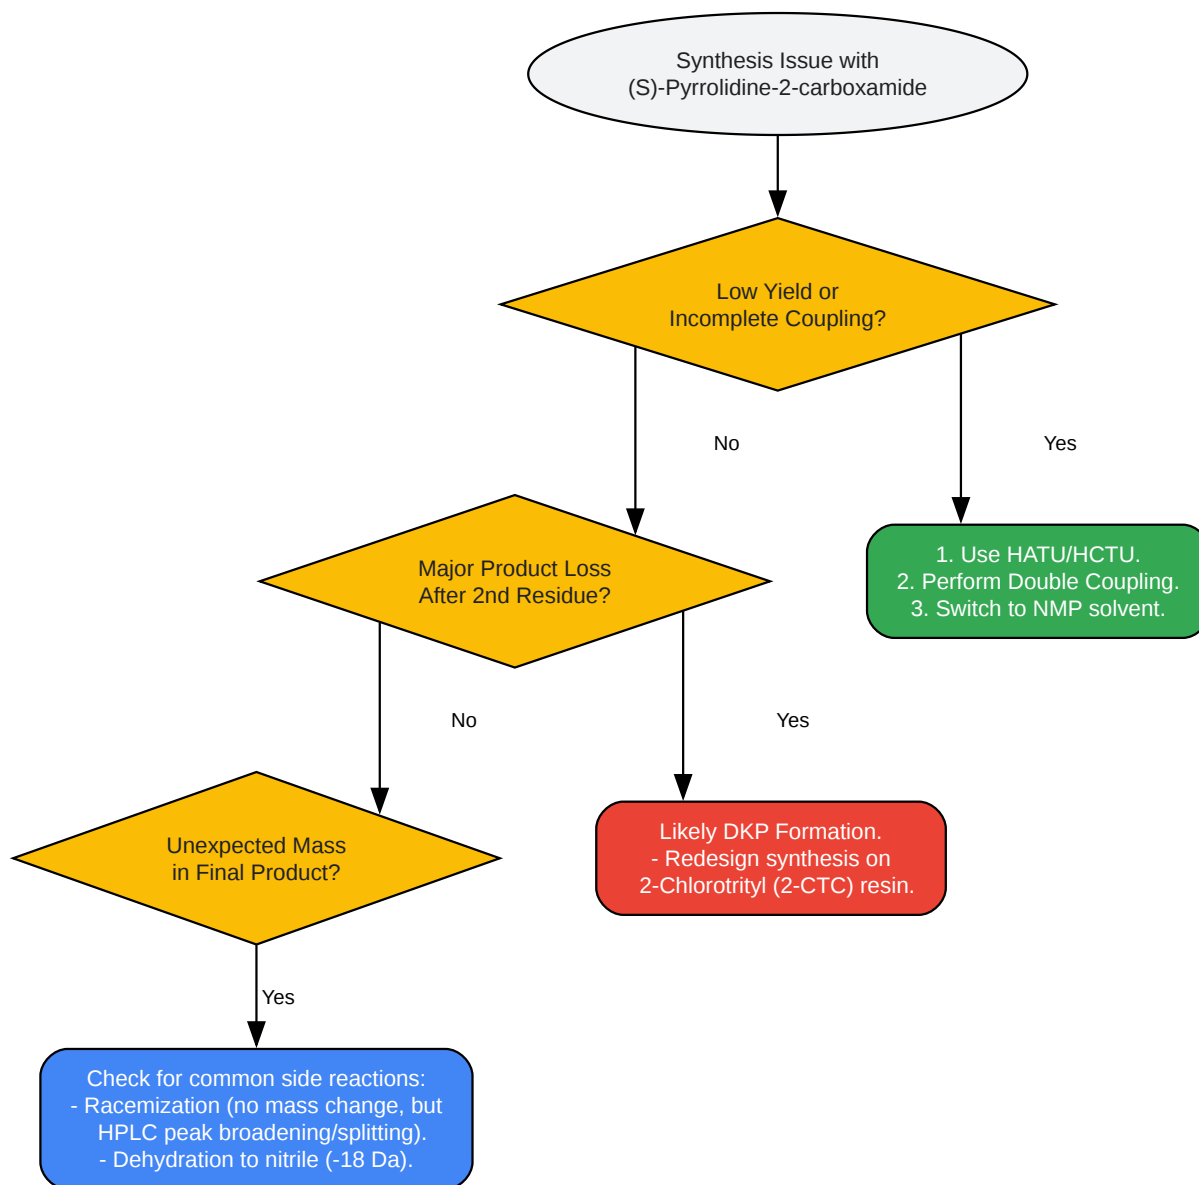 Synthesis Issue with
(S)-Pyrrolidine-2-carboxamide
Low Yield or
Incomplete Coupling?
No
Yes
Major Product Loss
After 2nd Residue?
1. Use HATU/HCTU.
2. Perform Double Coupling.
3. Switch to NMP solvent.
No
Yes
Unexpected Mass
in Final Product?
Likely DKP Formation.
- Redesign synthesis on
2-Chlorotrityl (2-CTC) resin.
Yes
Check for common side reactions:
- Racemization (no mass change, but
HPLC peak broadening/splitting).
- Dehydration to nitrile (-18 Da).